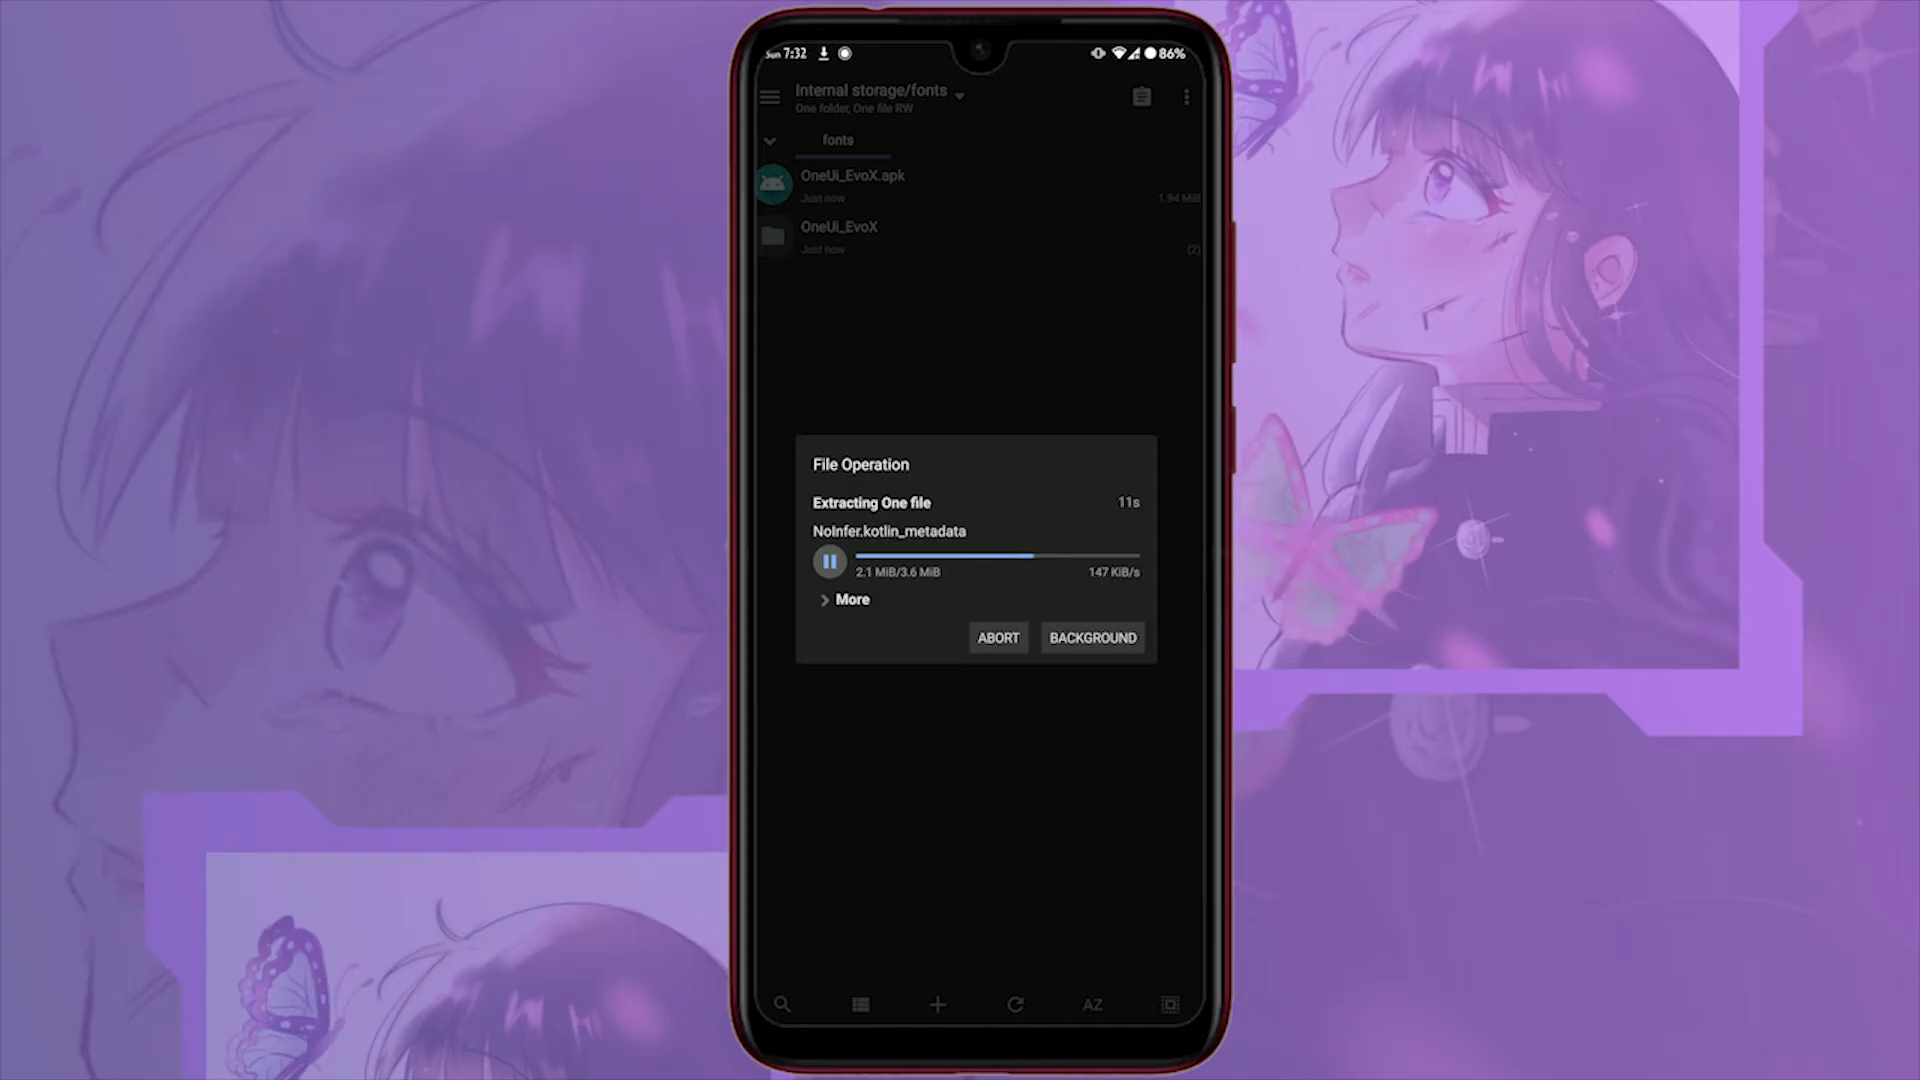 Sun 7:32
86%
Internal storage/fonts
One folder, One file RW
fonts
OneUi_EvoX.apk
Just now
1.94 MiB
OneUi_EvoX
Just now
(2)
File Operation
Extracting One file
11s
NoInfer.kotlin_metadata
2.1 MiB/3.6 MiB
147 KiB/s
More
ABORT
BACKGROUND
AZ